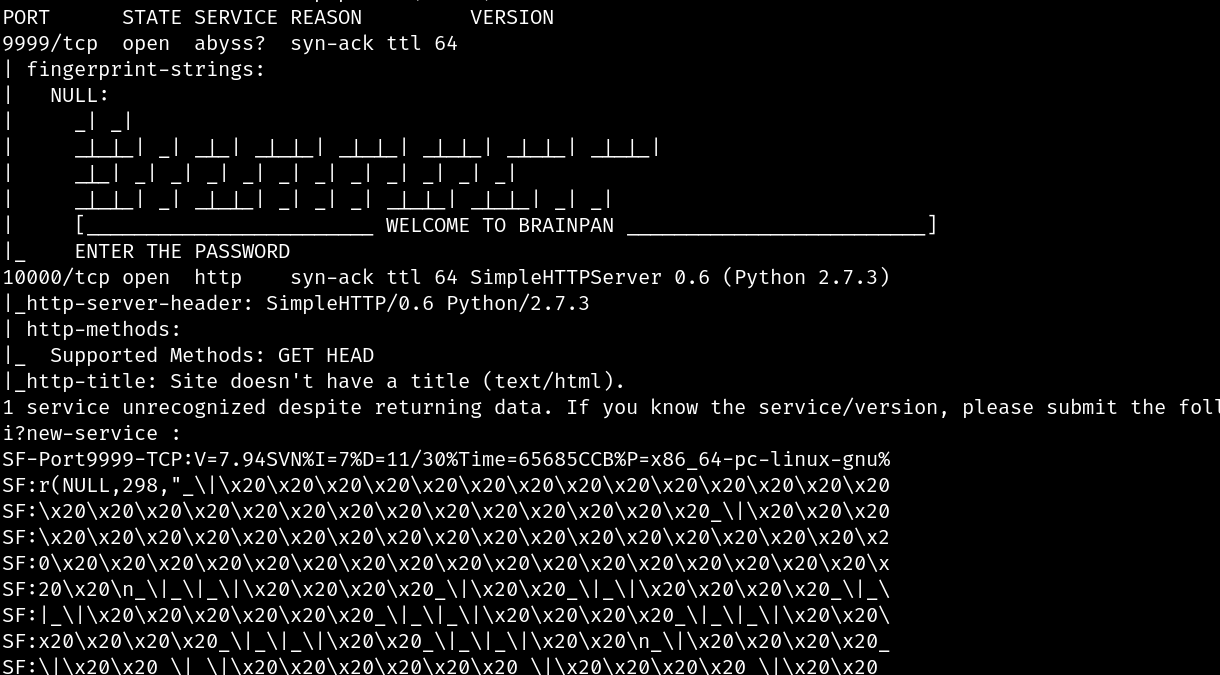 PORT      STATE SERVICE REASON         VERSION
9999/tcp  open  abyss?  syn-ack ttl 64
| fingerprint-strings:
|   NULL:
|     _| _|
|     _|_|_| _| _|_| _|_|_| _|_|_| _|_|_| _|_|_| _|_|_|
|     _|_| _| _| _| _| _| _| _| _| _| _| _|
|     _|_|_| _| _|_|_| _| _| _| _|_|_| _|_|_| _| _|
|     [________________________ WELCOME TO BRAINPAN _________________________]
|_    ENTER THE PASSWORD
10000/tcp open  http    syn-ack ttl 64 SimpleHTTPServer 0.6 (Python 2.7.3)
|_http-server-header: SimpleHTTP/0.6 Python/2.7.3
| http-methods:
|_  Supported Methods: GET HEAD
|_http-title: Site doesn't have a title (text/html).
1 service unrecognized despite returning data. If you know the service/version, please submit the foll
i?new-service :
SF-Port9999-TCP:V=7.94SVN%I=7%D=11/30%Time=65685CCB%P=x86_64-pc-linux-gnu%
SF:r(NULL,298,"_\|\x20\x20\x20\x20\x20\x20\x20\x20\x20\x20\x20\x20\x20\x20\x20\x20
SF:\x20\x20\x20\x20\x20\x20\x20\x20\x20\x20\x20\x20\x20\x20\x20\x20_\|\x20\x20\x20
SF:\x20\x20\x20\x20\x20\x20\x20\x20\x20\x20\x20\x20\x20\x20\x20\x20\x20\x20\x20\x2
SF:0\x20\x20\x20\x20\x20\x20\x20\x20\x20\x20\x20\x20\x20\x20\x20\x20\x20\x20\x20\x
SF:20\x20\n_\|_\|_\|\x20\x20\x20\x20_\|\x20\x20_\|_\|\x20\x20\x20\x20_\|_\
SF:|_\|\x20\x20\x20\x20\x20\x20_\|_\|_\|\x20\x20\x20\x20_\|_\|_\|\x20\x20\
SF:x20\x20\x20\x20_\|_\|_\|\x20\x20_\|_\|_\|\x20\x20\n_\|\x20\x20\x20\x20_
SF:\|\x20\x20_\|_\|\x20\x20\x20\x20\x20\x20_\|\x20\x20\x20\x20_\|\x20\x20